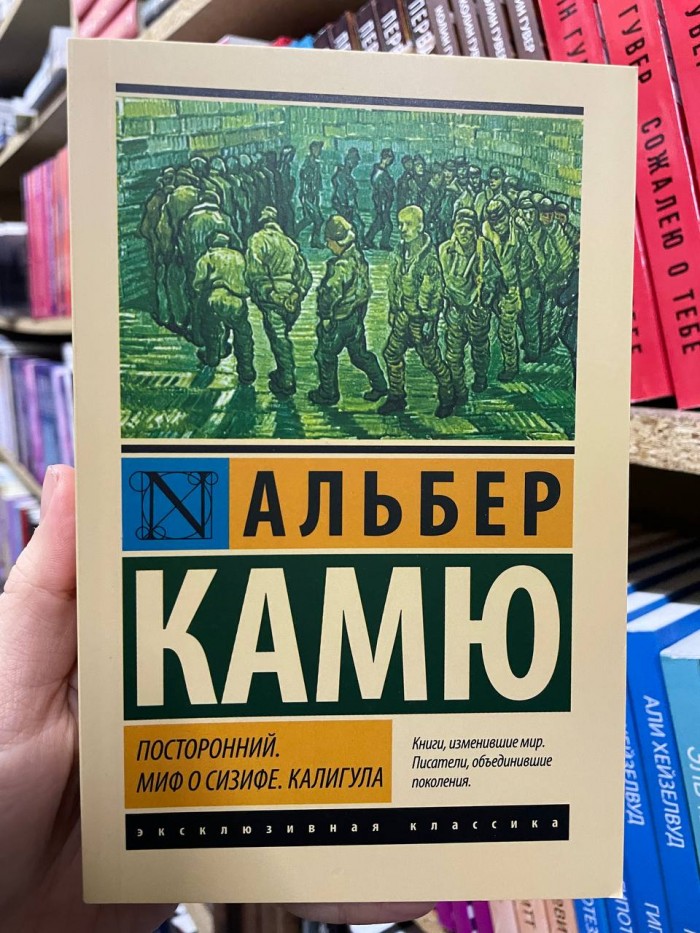 N
АЛЬБЕР
КАМЮ
ПОСТОРОННИЙ.
МИФ О СИЗИФЕ. КАЛИГУЛА
Книги, изменившие мир.
Писатели, объединившие
поколения.
эксклюзивная классика
ГУВЕР СОЖАЛЕЮ О ТЕБЕ
АЛИ ХЕЙЗЕЛВУД